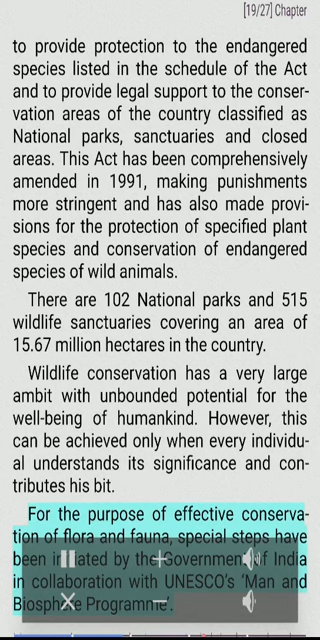 [19/27] Chapter
to provide protection to the endangered
species listed in the schedule of the Act
and to provide legal support to the conser-
vation areas of the country classified as
National parks, sanctuaries and closed
areas. This Act has been comprehensively
amended in 1991, making punishments
more stringent and has also made provi-
sions for the protection of specified plant
species and conservation of endangered
species of wild animals.
There are 102 National parks and 515
wildlife sanctuaries covering an area of
15.67 million hectares in the country.
Wildlife conservation has a very large
ambit with unbounded potential for the
well-being of humankind. However, this
can be achieved only when every individu-
al understands its significance and con-
tributes his bit.
For the purpose of effective conserva-
tion of flora and fauna, special steps have
been initiated by the Government of India
in collaboration with UNESCO's 'Man and
Biosphere Programme'.